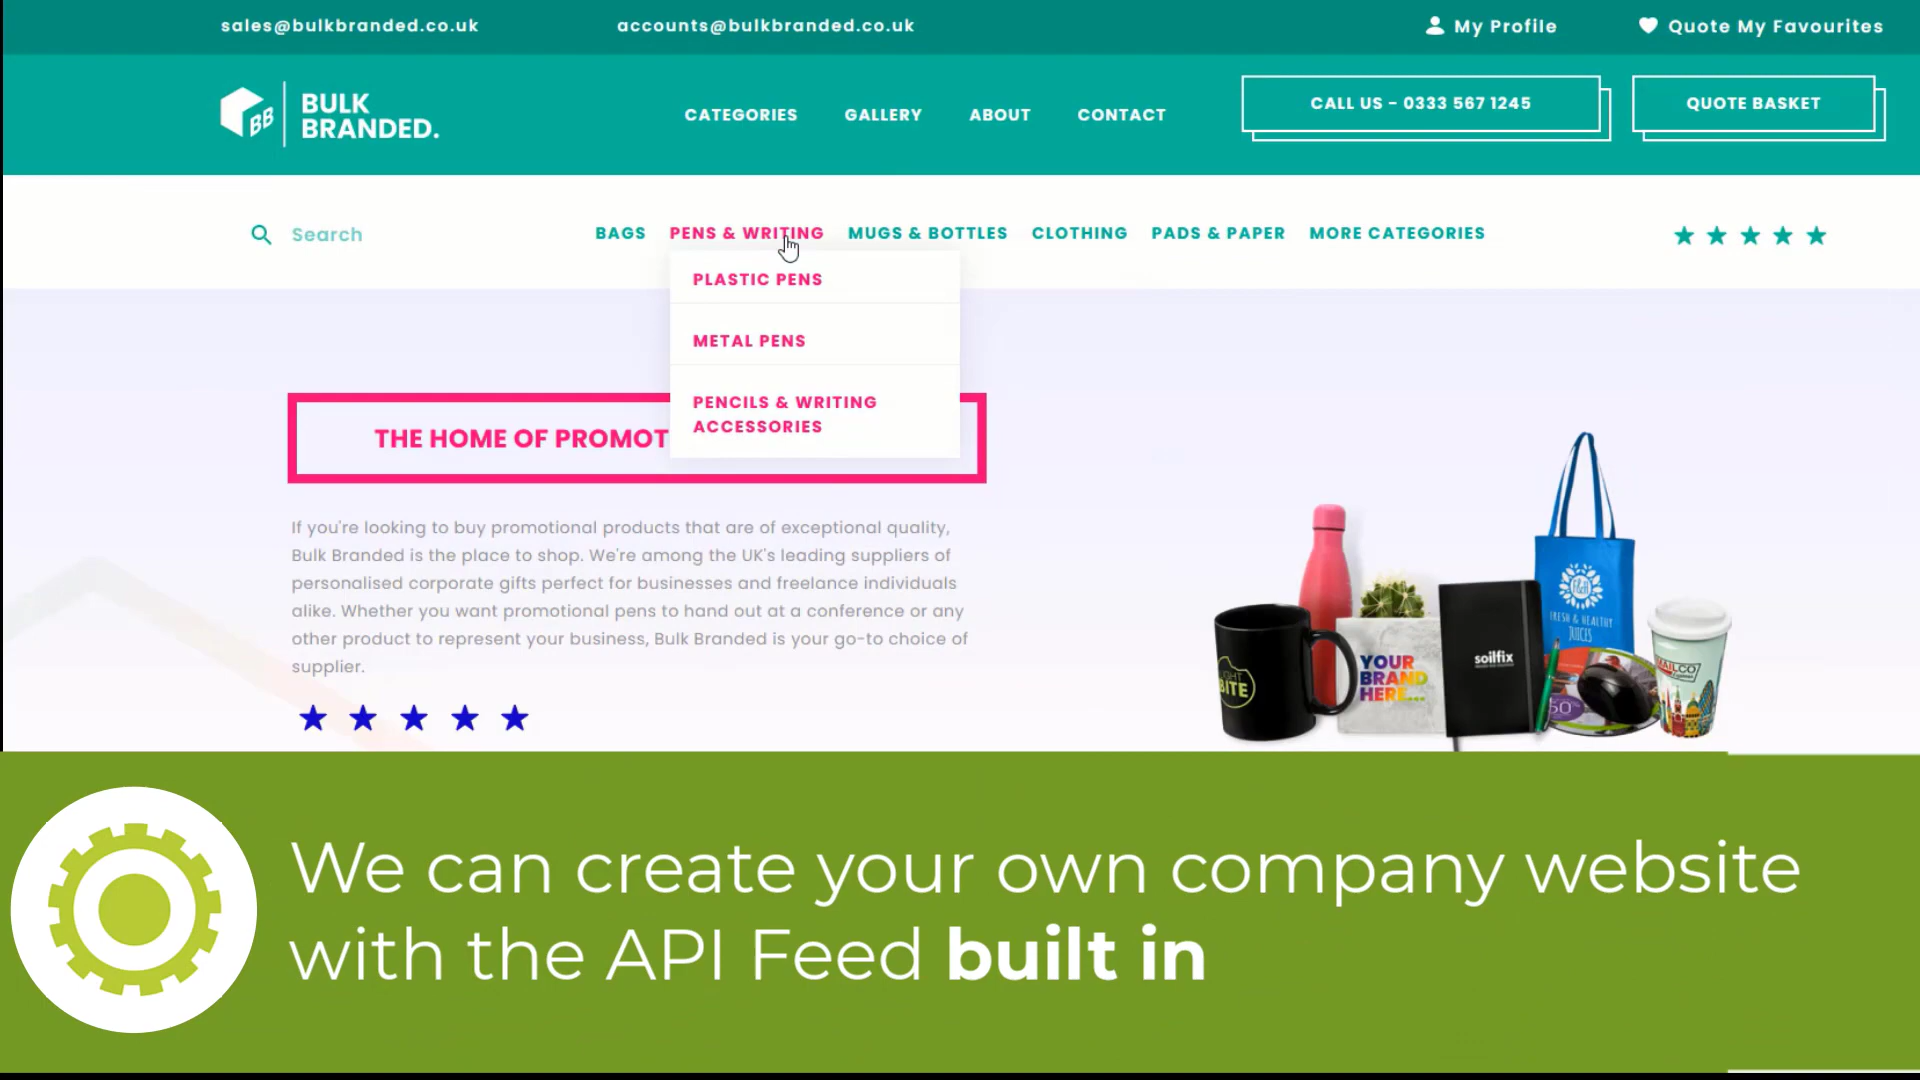 sales@bulkbranded.co.uk
accounts@bulkbranded.co.uk
My Profile
Quote My Favourites
BB
BULK
BRANDED.
CATEGORIES
GALLERY
ABOUT
CONTACT
CALL US - 0333 567 1245
QUOTE BASKET
Search
BAGS
PENS & WRITING
MUGS & BOTTLES
CLOTHING
PADS & PAPER
MORE CATEGORIES
PLASTIC PENS
METAL PENS
PENCILS & WRITING
ACCESSORIES
THE HOME OF PROMOT
If you're looking to buy promotional products that are of exceptional quality,
Bulk Branded is the place to shop. We're among the UK's leading suppliers of
personalised corporate gifts perfect for businesses and freelance individuals
alike. Whether you want promotional pens to hand out at a conference or any
other product to represent your business, Bulk Branded is your go-to choice of
supplier.
FRESH & HEALTHY
JUICES
BITE
YOUR
BRAND
HERE...
soilfix
We can create your own company website
with the API Feed built in